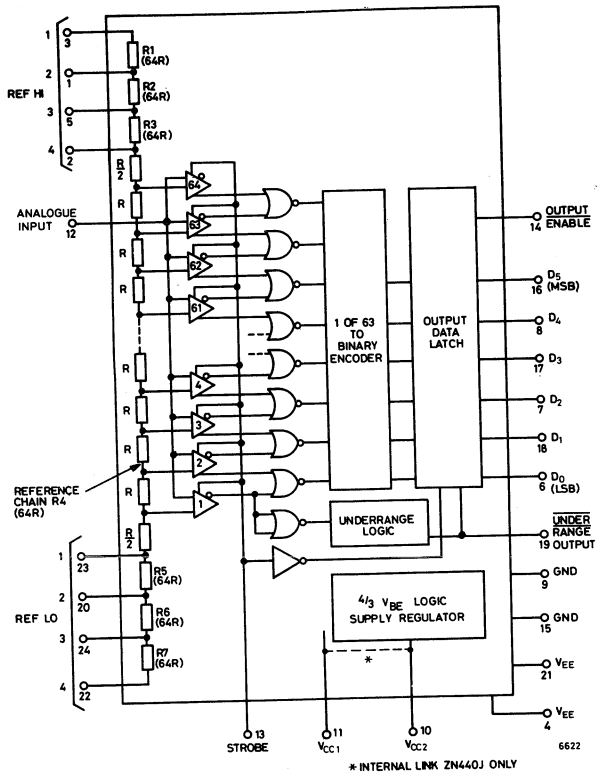 1
3
R1
(64R)
2
1
R2
(64R)
REF HI
3
5
R3
(64R)
4
2
R/2
64
R
63
ANALOGUE
INPUT
12
R
62
R
61
R
4
R
3
R
2
REFERENCE
CHAIN R4
(64R)
R
1
R/2
1 OF 63
TO
BINARY
ENCODER
OUTPUT
DATA
LATCH
UNDERRANGE
LOGIC
4/3 VBE LOGIC
SUPPLY REGULATOR
*
OUTPUT
14 ENABLE
D5
16 (MSB)
D4
8
D3
17
D2
7
D1
18
D0
6 (LSB)
UNDER
RANGE
19 OUTPUT
GND
9
GND
15
VEE
21
VEE
4
1
23
R5
(64R)
2
20
REF LO
R6
(64R)
3
24
R7
(64R)
4
22
13
STROBE
11
VCC1
10
VCC2
6622
* INTERNAL LINK ZN440J ONLY